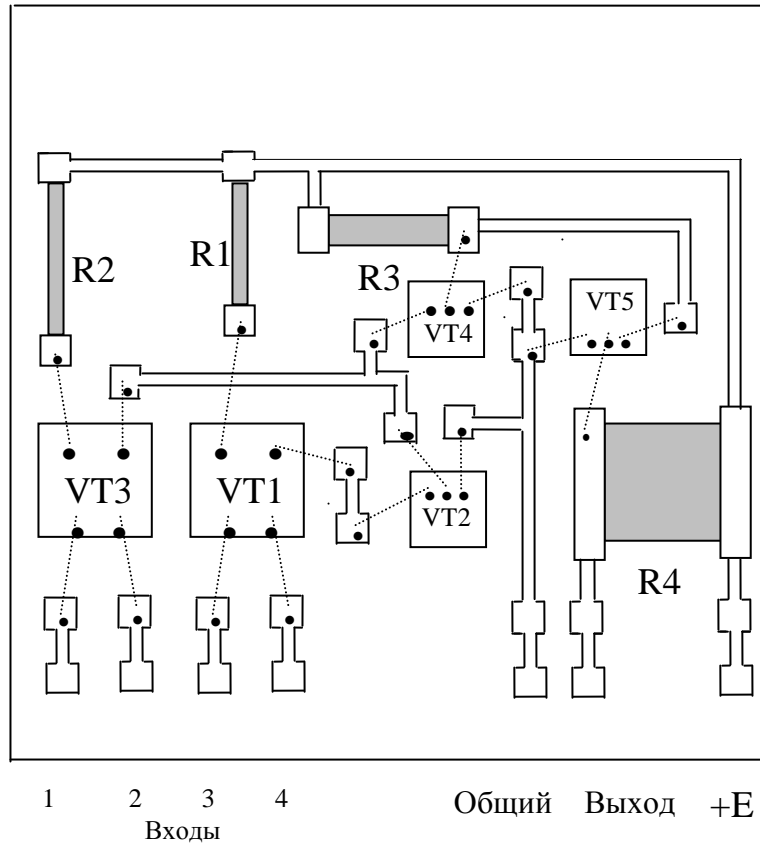 R2 R1 R3
VT4 VT5
VT3 VT1 VT2
R4
1 2 3 4 Общий Выход +E
Входы